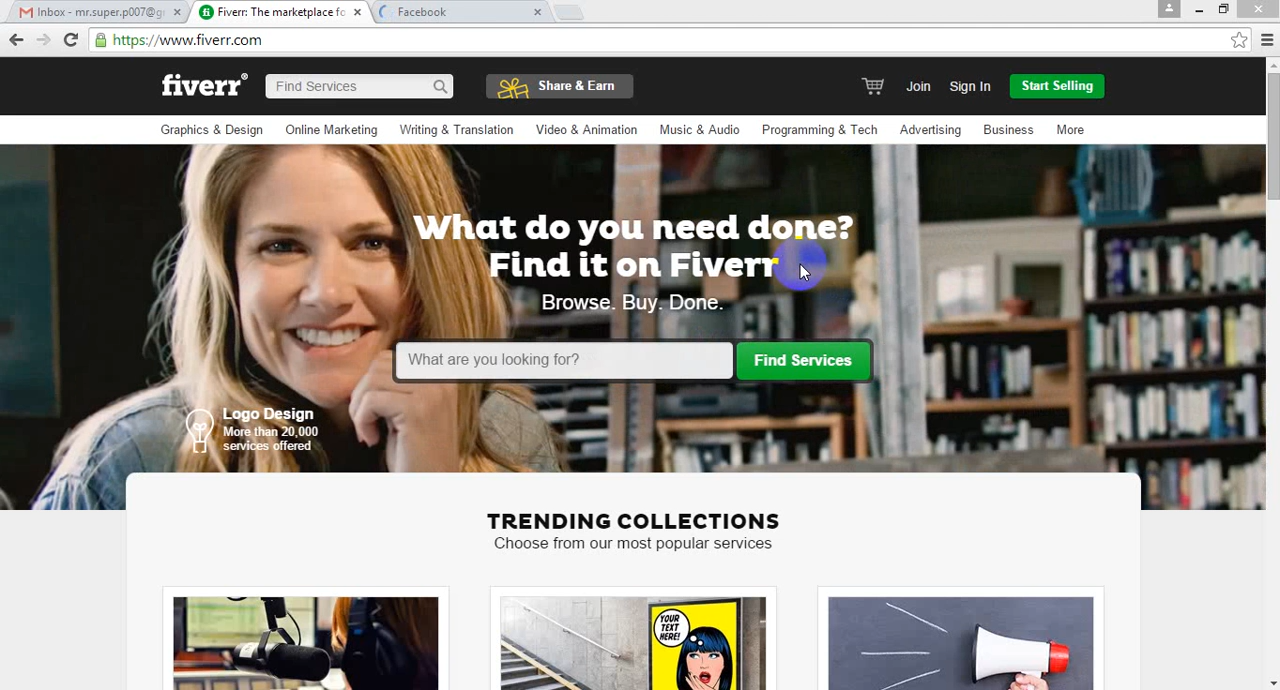 Inbox - mr.super.p007@g
Fiverr: The marketplace fo
Facebook
https://www.fiverr.com
fiverr®
Find Services
Share & Earn
Join
Sign In
Start Selling
Graphics & Design
Online Marketing
Writing & Translation
Video & Animation
Music & Audio
Programming & Tech
Advertising
Business
More
What do you need done?
Find it on Fiverr
Browse. Buy. Done.
What are you looking for?
Find Services
Logo Design
More than 20,000
services offered
TRENDING COLLECTIONS
Choose from our most popular services
YOUR
TEXT
HERE!